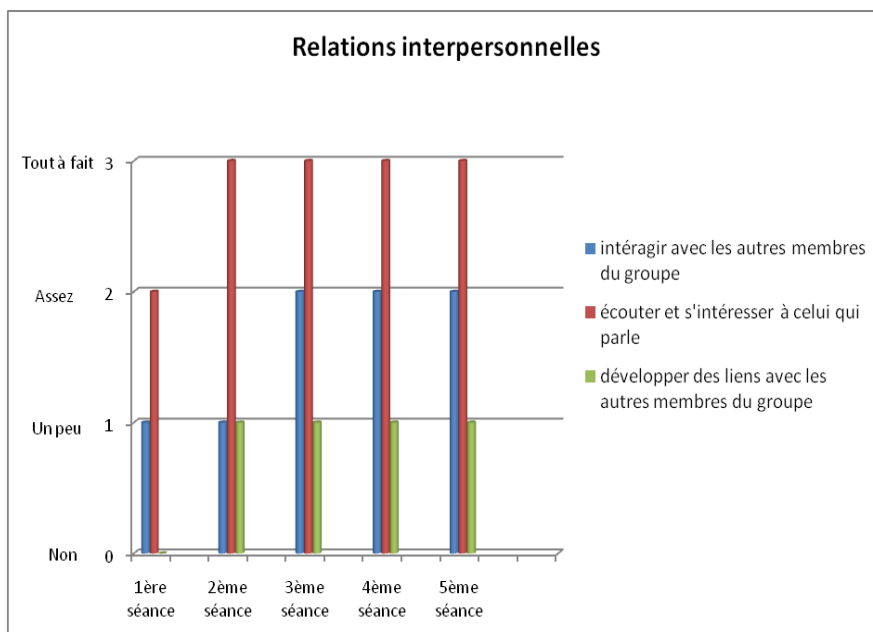 Relations interpersonnelles
Tout à fait 3
Assez 2
Un peu 1
Non 0
1ère séance
2ème séance
3ème séance
4ème séance
5ème séance
intéragir avec les autres membres
du groupe
écouter et s'intéresser à celui qui
parle
développer des liens avec les
autres membres du groupe